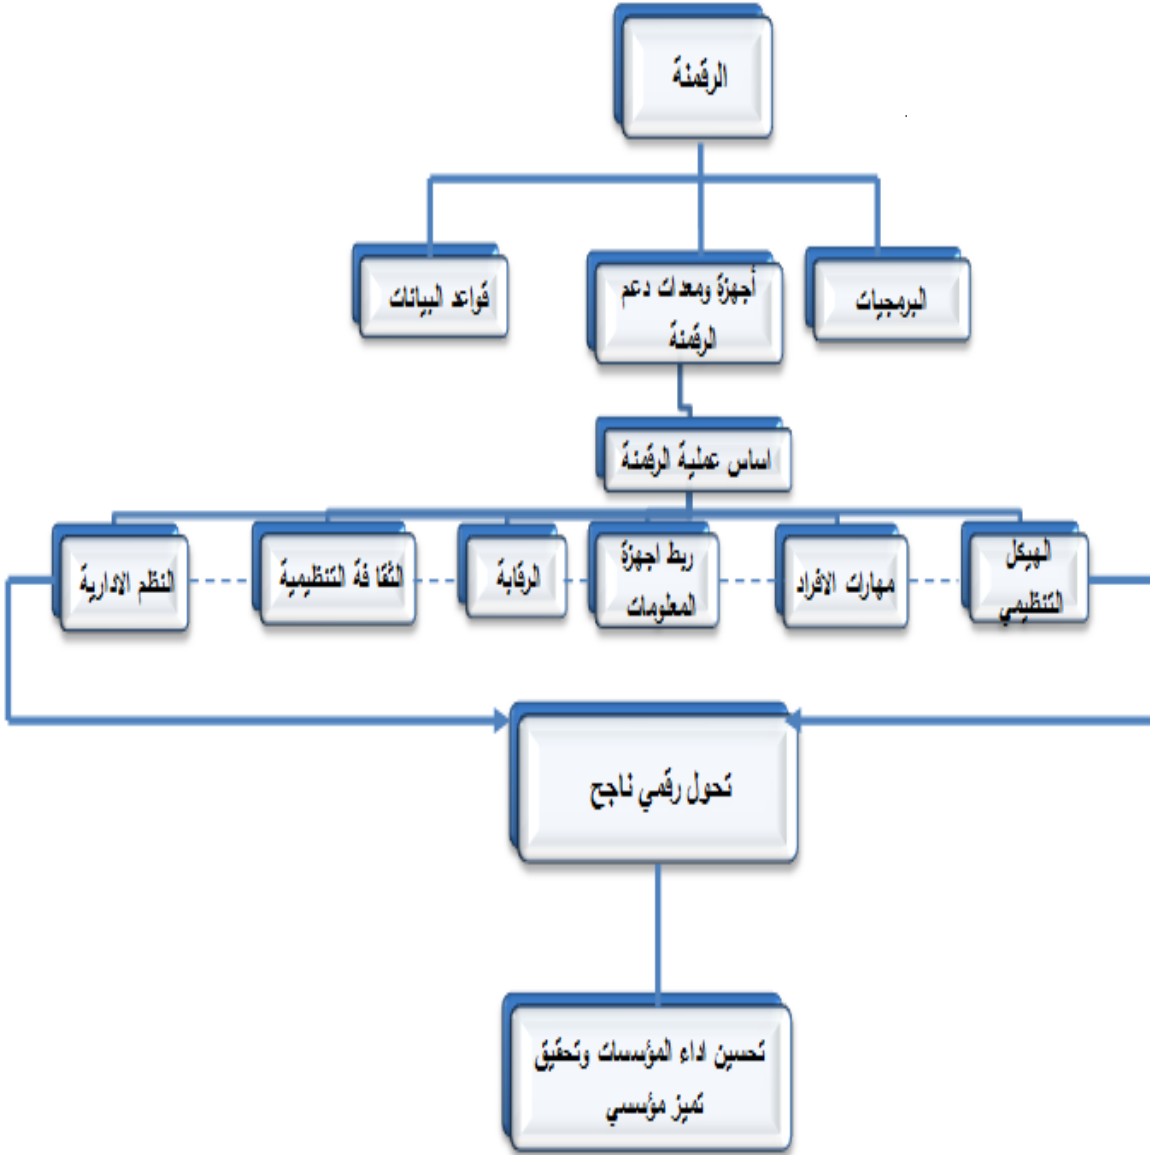 الرقمنة
البرمجيات
أجهزة ومعدات دعم
الرقمنة
قواعد البيانات
اساس عملية الرقمنة
الهيكل
التنظيمي
مهارات الافراد
ربط اجهزة
المعلومات
الرقابة
الثقا فة التنظيمية
النظم الادارية
تحول رقمي ناجح
تحسين اداء المؤسسات وتحقيق
تميز مؤسسي